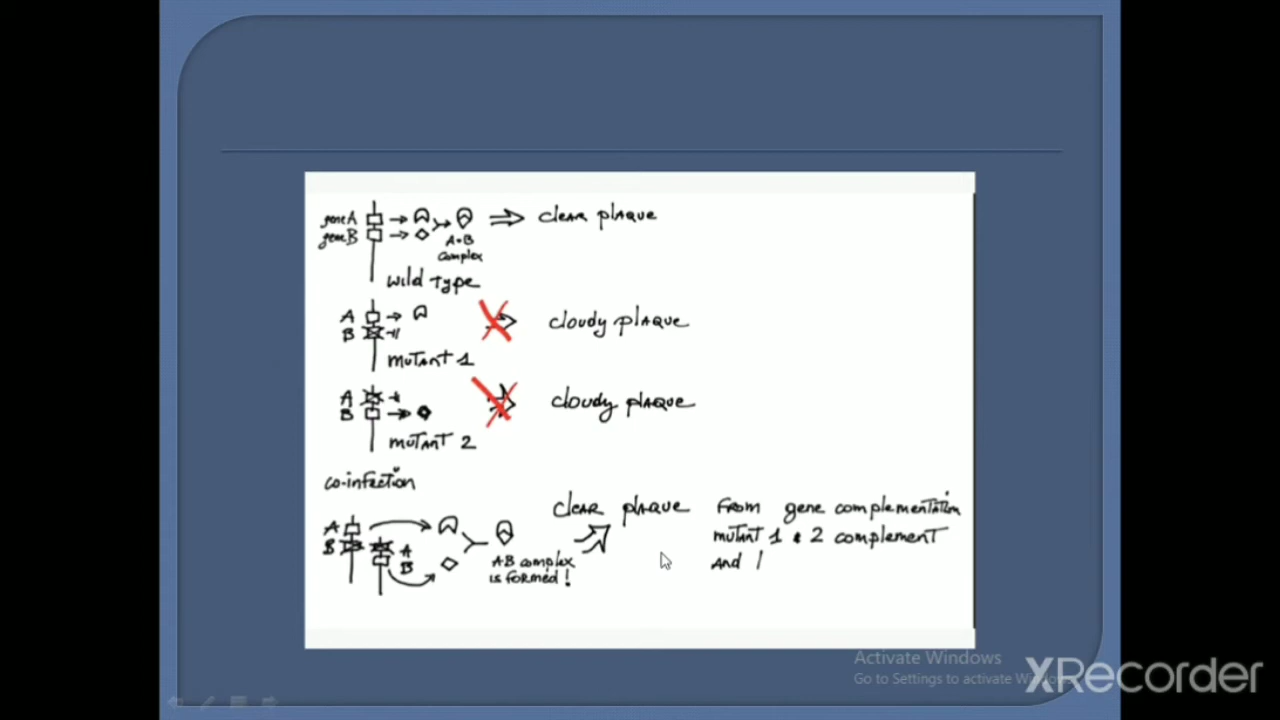 gene A
gene B
A+B
complex
clear plaque
wild type
A
B
mutant 1
cloudy plaque
A
B
mutant 2
cloudy plaque
co-infection
A
B
A
B
AB complex
is formed!
clear plaque
From gene complementation
mutant 1 & 2 complement
and
Activate Windows
Go to Settings to activate Windows.
XRecorder